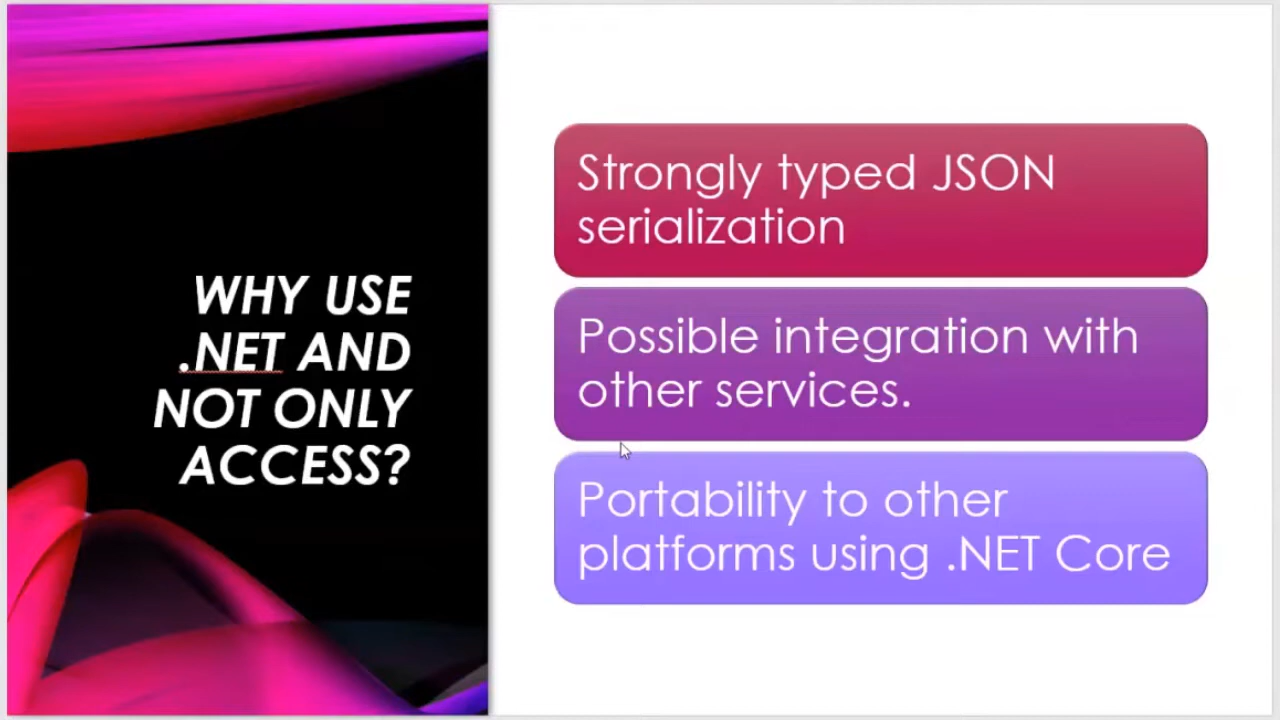 WHY USE
.NET AND
NOT ONLY
ACCESS?
Strongly typed JSON
serialization
Possible integration with
other services.
Portability to other
platforms using .NET Core